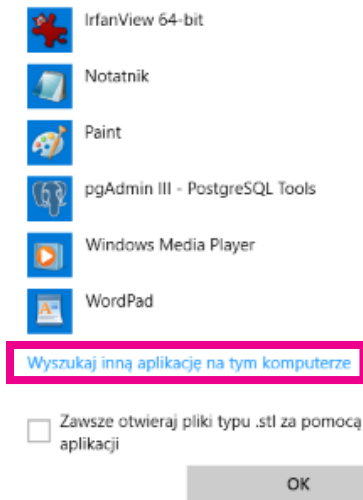 IrfanView 64-bit
Notatnik
Paint
pgAdmin III - PostgreSQL Tools
Windows Media Player
WordPad
Wyszukaj inną aplikację na tym komputerze
Zawsze otwieraj pliki typu .stl za pomocą
aplikacji
OK